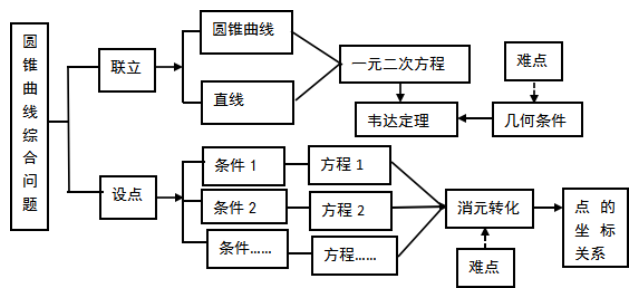 圆锥曲线综合问题
联立
圆锥曲线
直线
一元二次方程
韦达定理
难点
几何条件
设点
条件 1
方程 1
条件 2
方程 2
条件……
方程……
消元转化
难点
点的
坐标
关系